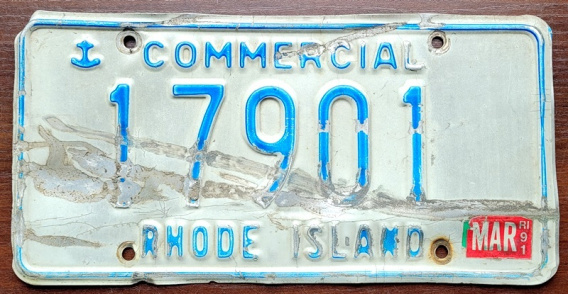 COMMERCIAL
17901
RHODE ISLAND
MAR RI 91